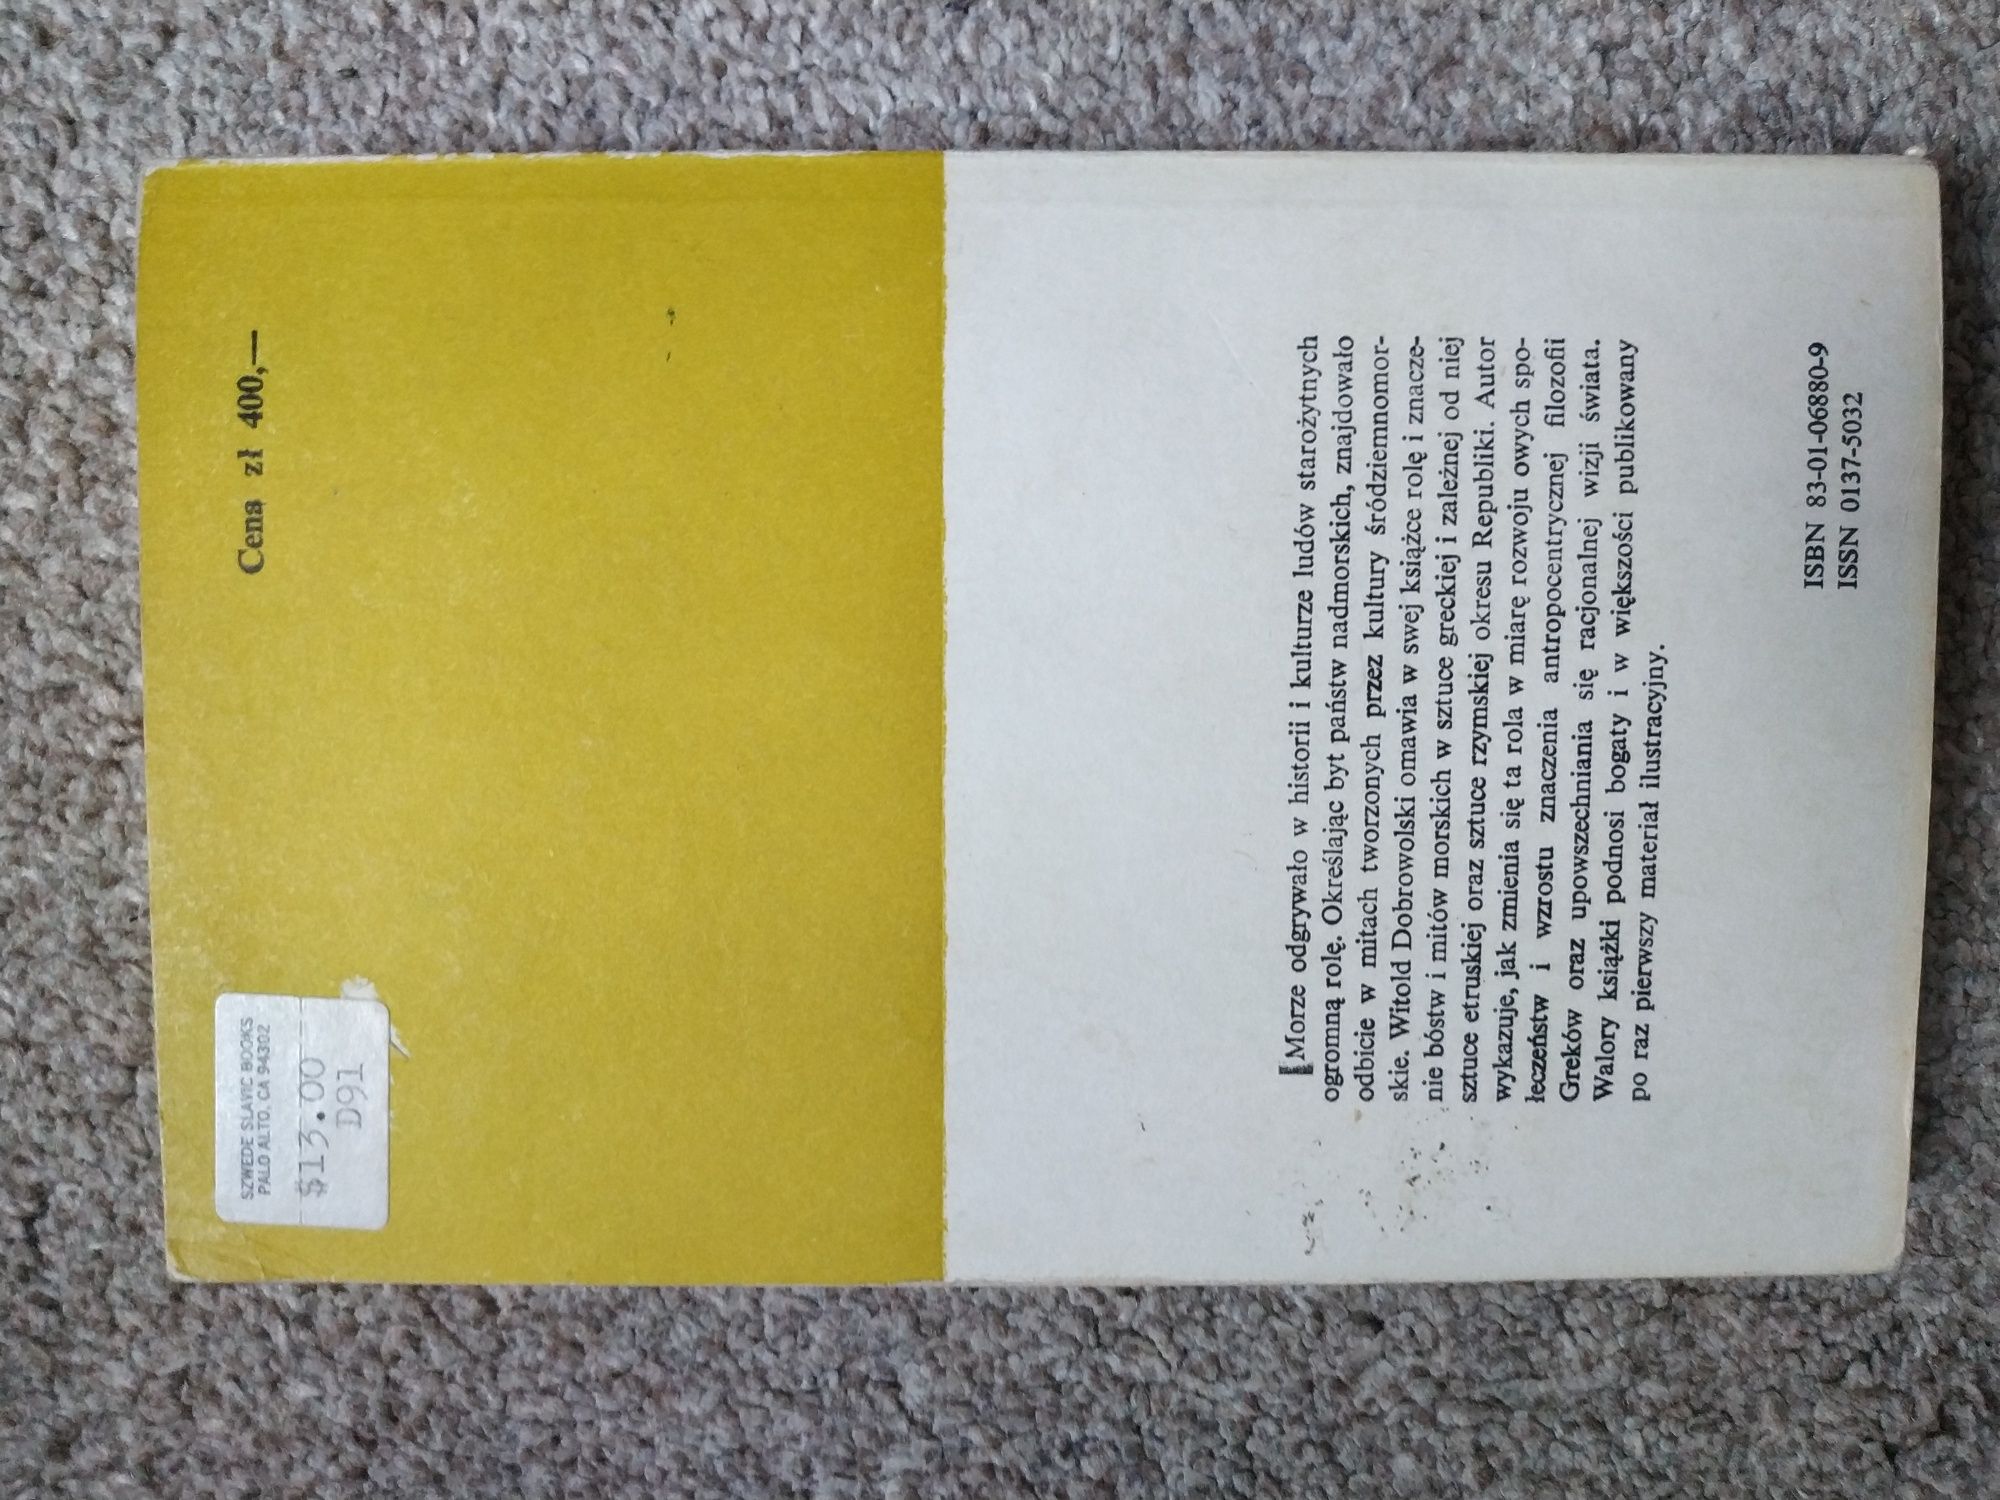 SZWEDE SLAVIC BOOKS
PALO ALTO, CA 94302
$13.00
D91
Cena zł 400,—
Morze odgrywało w historii i kulturze ludów starożytnych
ogromną rolę. Określając byt państw nadmorskich, znajdowało
odbicie w mitach tworzonych przez kultury śródziemnomor-
skie. Witold Dobrowolski omawia w swej książce rolę i znacze-
nie bóstw i mitów morskich w sztuce greckiej i zależnej od niej
sztuce etruskiej oraz sztuce rzymskiej okresu Republiki. Autor
wykazuje, jak zmienia się ta rola w miarę rozwoju owych spo-
łeczeństw i wzrostu znaczenia antropocentrycznej filozofii
Greków oraz upowszechniania się racjonalnej wizji świata.
Walory książki podnosi bogaty i w większości publikowany
po raz pierwszy materiał ilustracyjny.
ISBN 83-01-06880-9
ISSN 0137-5032